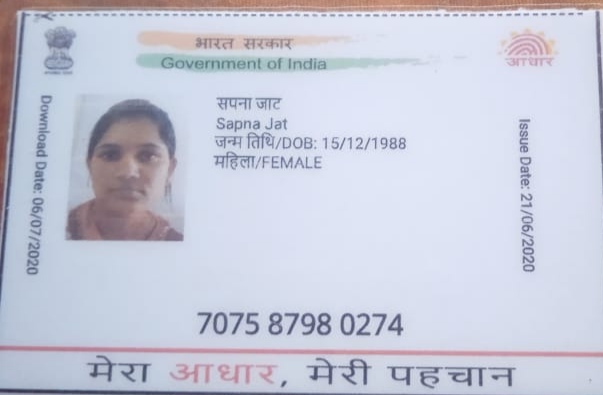 भारत सरकार
Government of India
आधार
Download Date: 06/07/2020
सपना जाट
Sapna Jat
जन्म तिथि/DOB: 15/12/1988
महिला/FEMALE
Issue Date: 21/06/2020
7075 8798 0274
मेरा आधार, मेरी पहचान